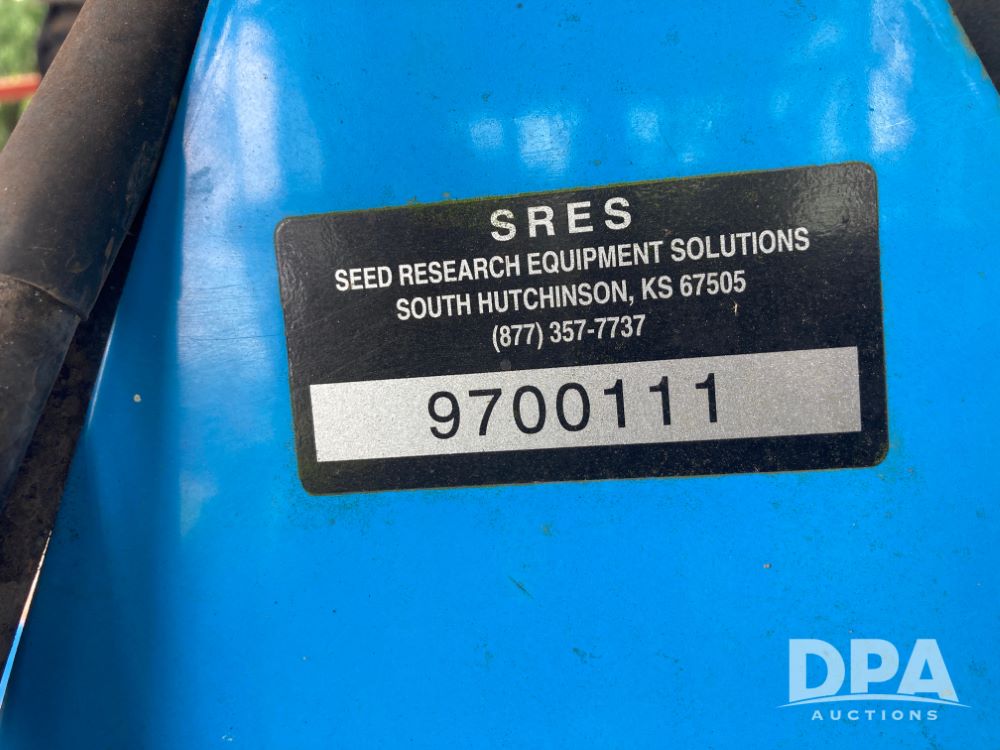 SRES
SEED RESEARCH EQUIPMENT SOLUTIONS
SOUTH HUTCHINSON, KS 67505
(877) 357-7737
9700111
DPA
AUCTIONS